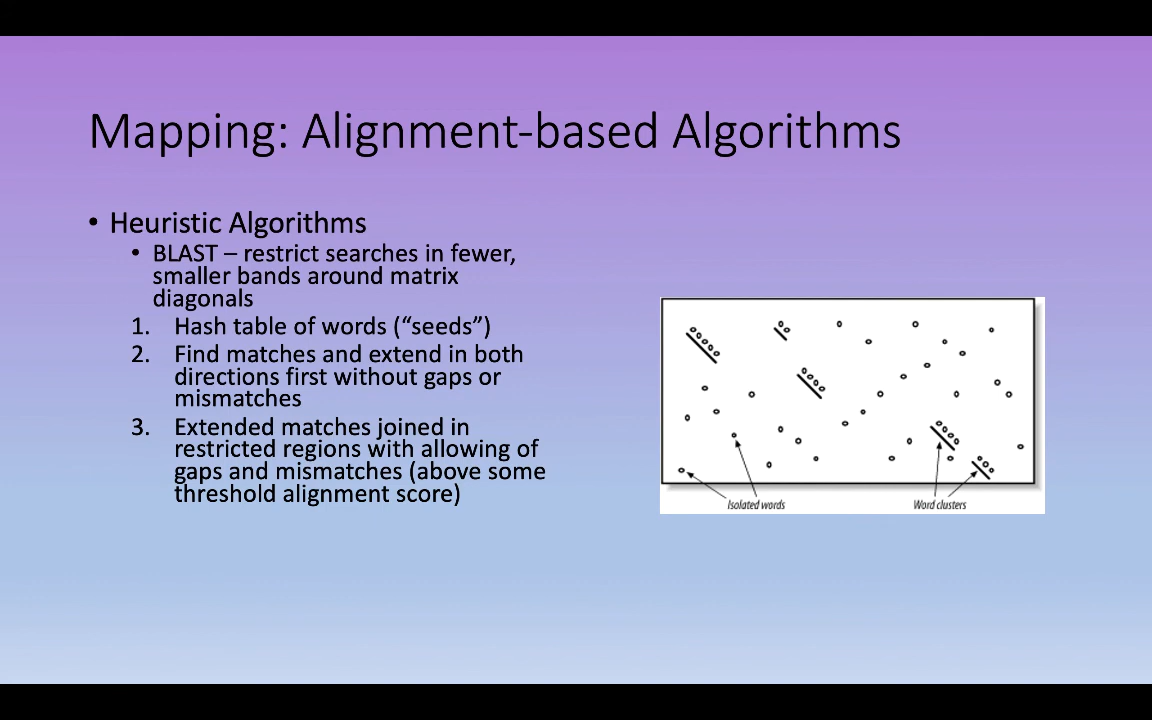 Mapping: Alignment-based Algorithms
• Heuristic Algorithms
• BLAST – restrict searches in fewer,
smaller bands around matrix
diagonals
1. Hash table of words (“seeds”)
2. Find matches and extend in both
directions first without gaps or
mismatches
3. Extended matches joined in
restricted regions with allowing of
gaps and mismatches (above some
threshold alignment score)
Isolated words
Word clusters